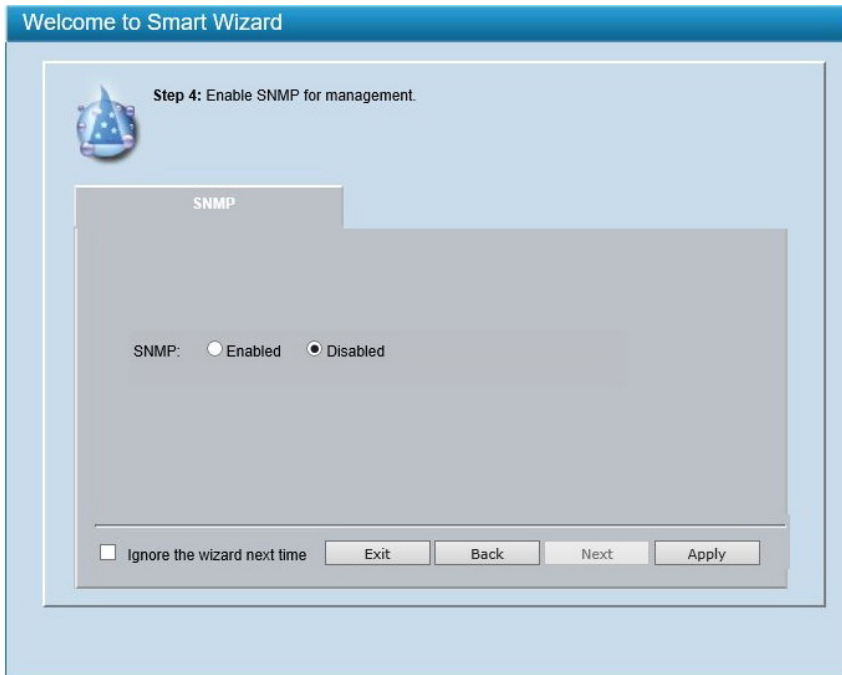 Welcome to Smart Wizard
Step 4: Enable SNMP for management.
SNMP
SNMP: Enabled Disabled
Ignore the wizard next time Exit Back Next Apply